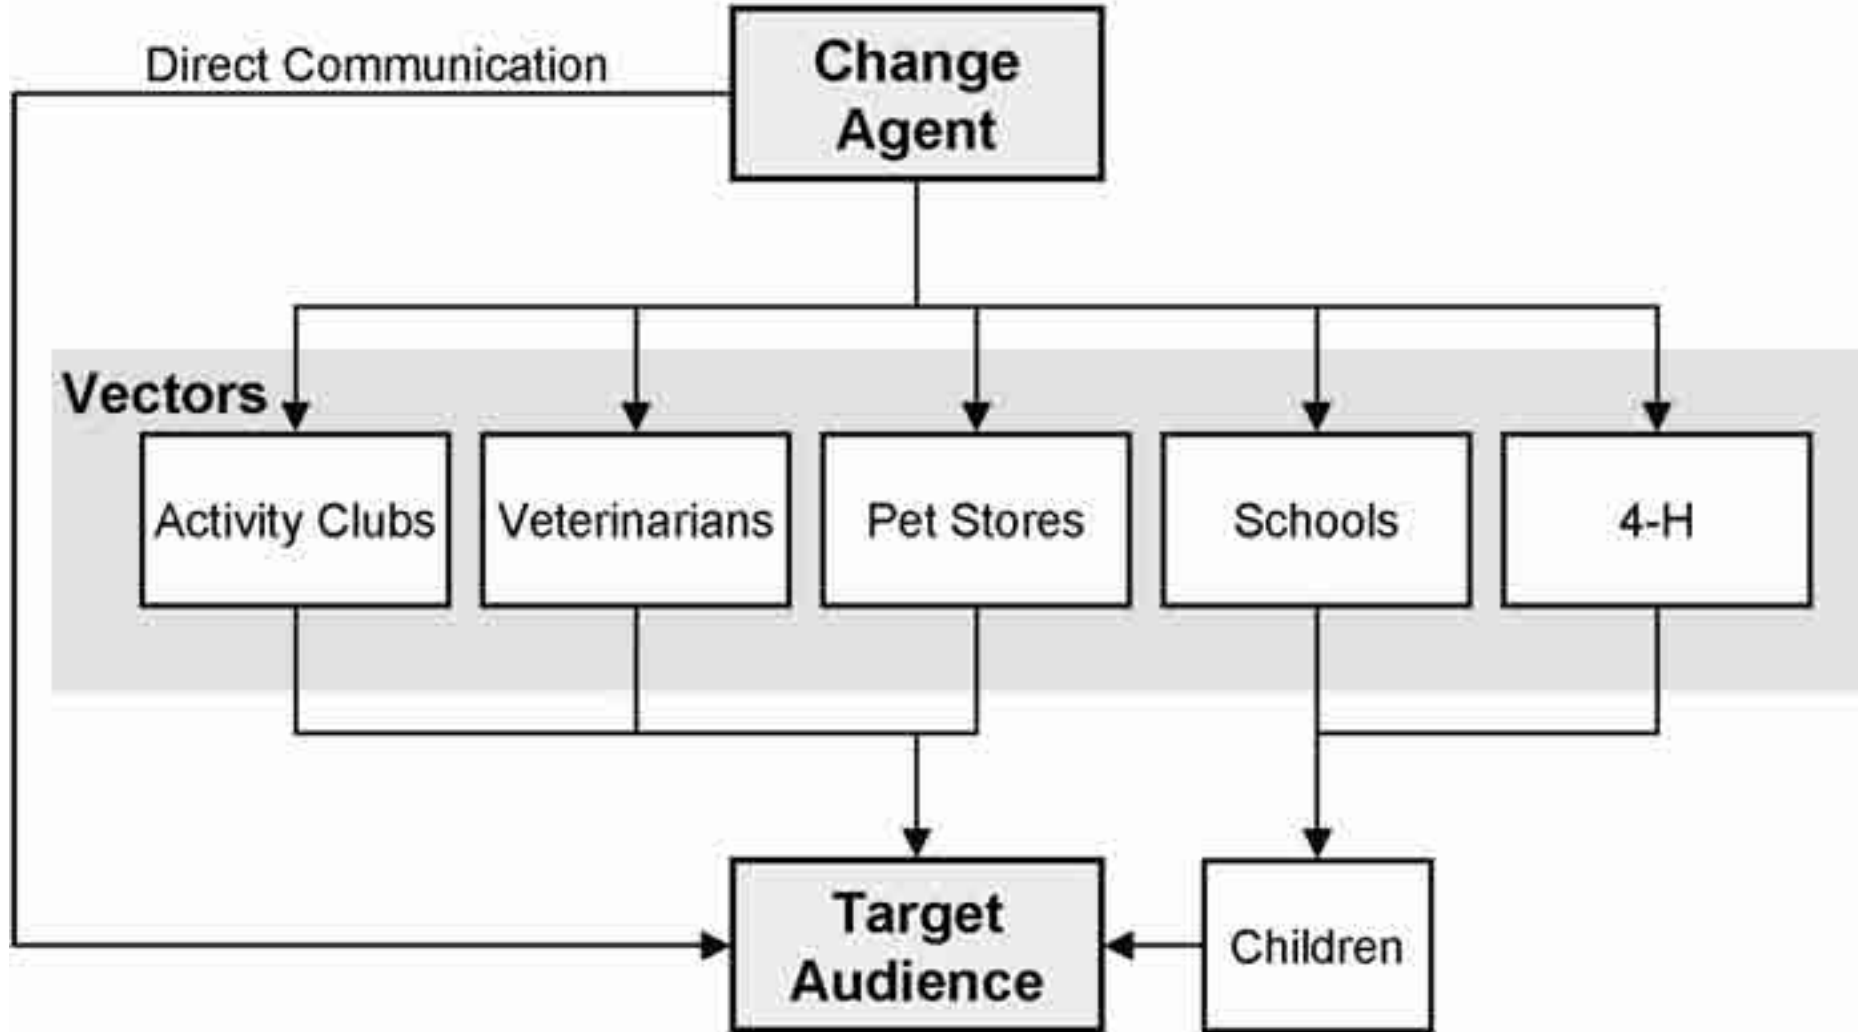 Direct Communication
Change
Agent
Vectors
Activity Clubs
Veterinarians
Pet Stores
Schools
4-H
Target
Audience
Children